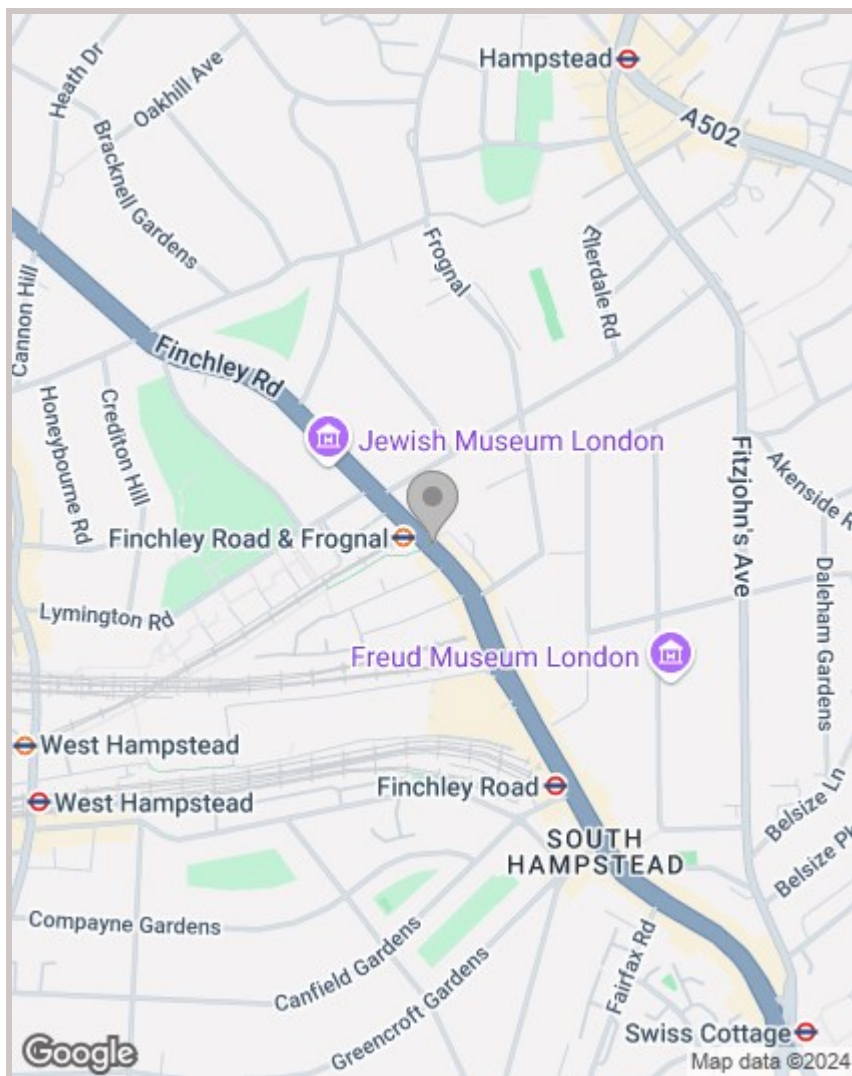 Hampstead
A502
Heath Dr
Oakhill Ave
Bracknell Gardens
Frognal
Ellerdale Rd
Cannon Hill
Finchley Rd
Honeybourne Rd
Crediton Hill
Jewish Museum London
Fitzjohn's Ave
Akenside R
Finchley Road & Frognal
Lymington Rd
Daleham Gardens
Freud Museum London
West Hampstead
West Hampstead
Finchley Road
SOUTH
HAMPSTEAD
Belsize Ln
Belsize Pk
Compayne Gardens
Canfield Gardens
Greencroft Gardens
Fairfax Rd
Swiss Cottage
Google
Map data ©2024